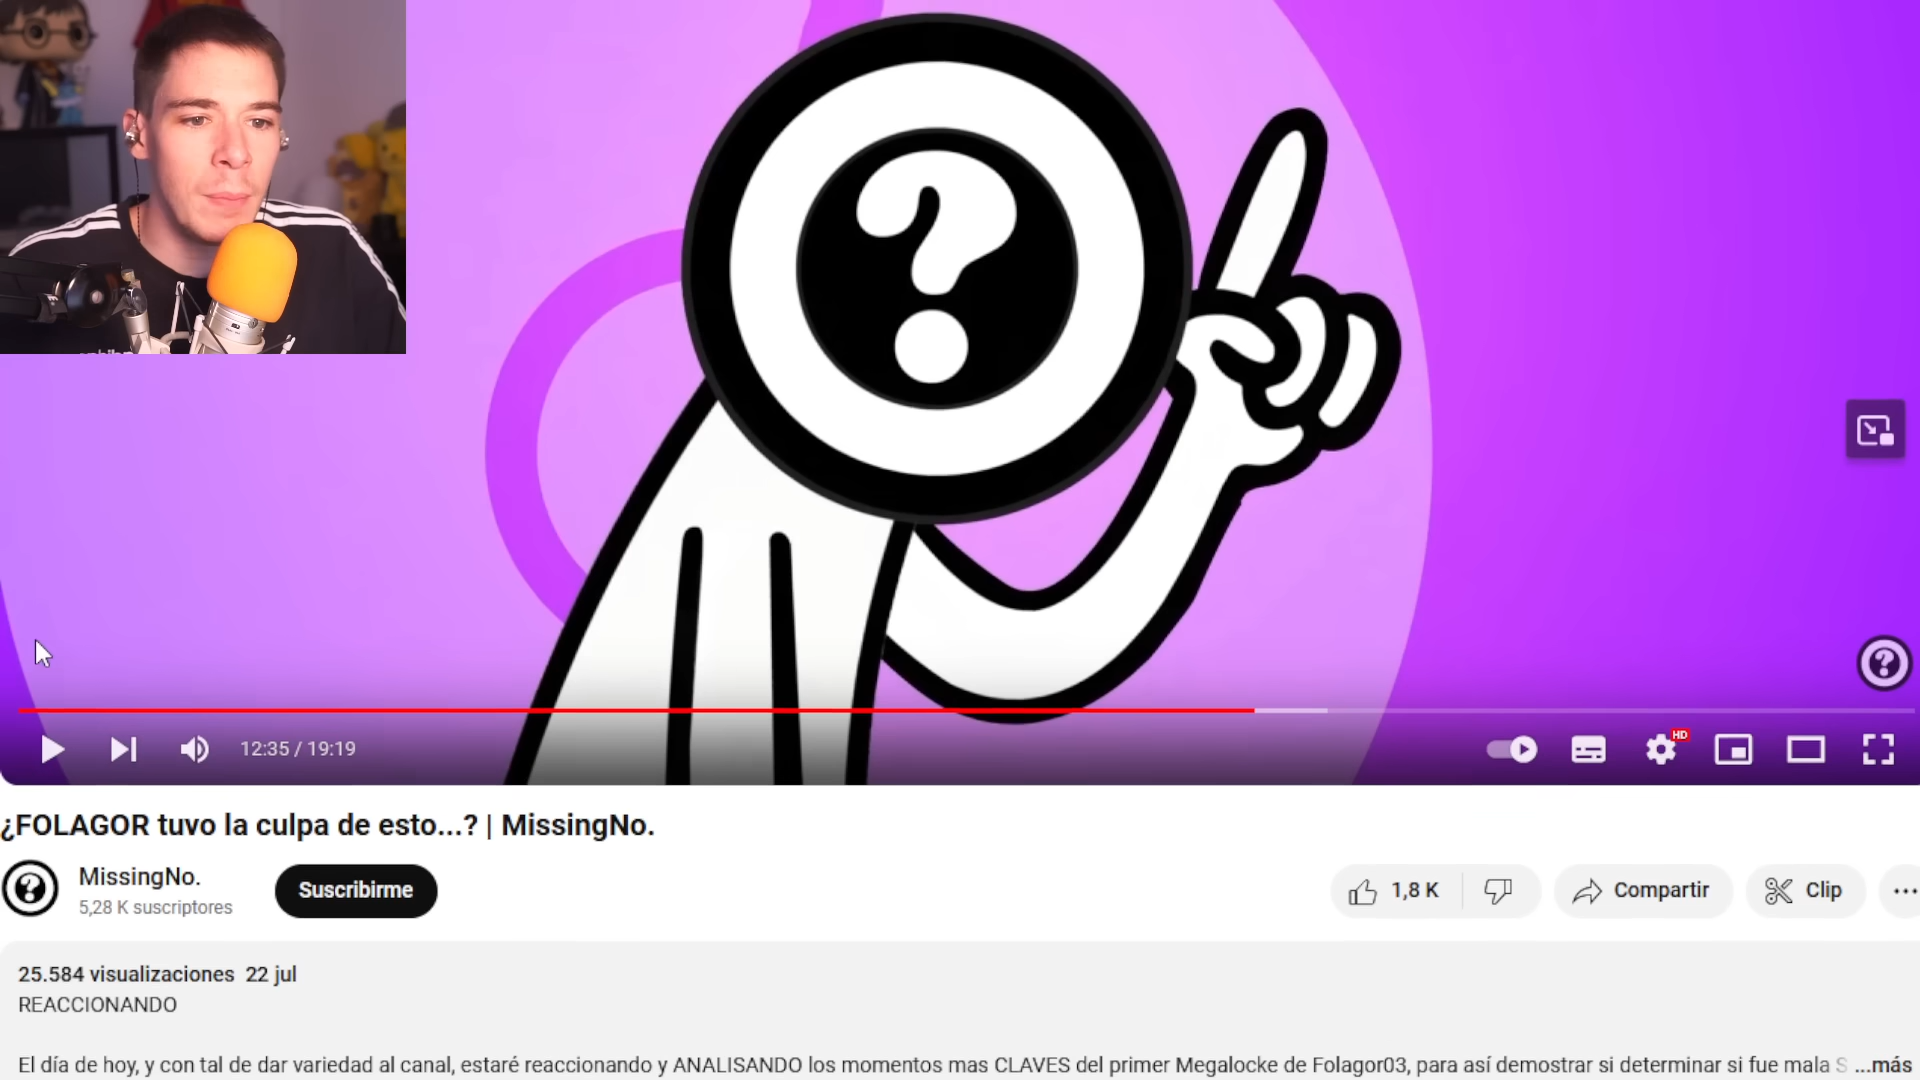 HD
12:35 / 19:19
¿FOLAGOR tuvo la culpa de esto...? | MissingNo.
MissingNo.
5,28 K suscriptores
Suscribirme
1,8 K
Compartir
Clip
25.584 visualizaciones 22 jul
REACCIONANDO
El día de hoy, y con tal de dar variedad al canal, estaré reaccionando y ANALISANDO los momentos mas CLAVES del primer Megalocke de Folagor03, para así demostrar si determinar si fue mala S ...más